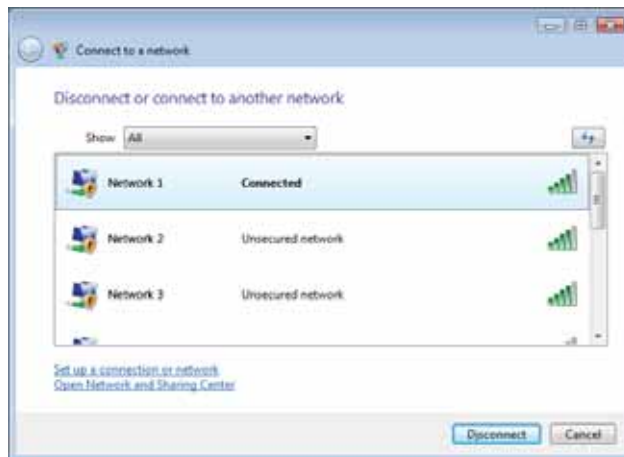 Connect to a network
Disconnect or connect to another network
Show All
Network 1 Connected
Network 2 Unsecured network
Network 3 Unsecured network
Set up a connection or network
Open Network and Sharing Center
Disconnect Cancel